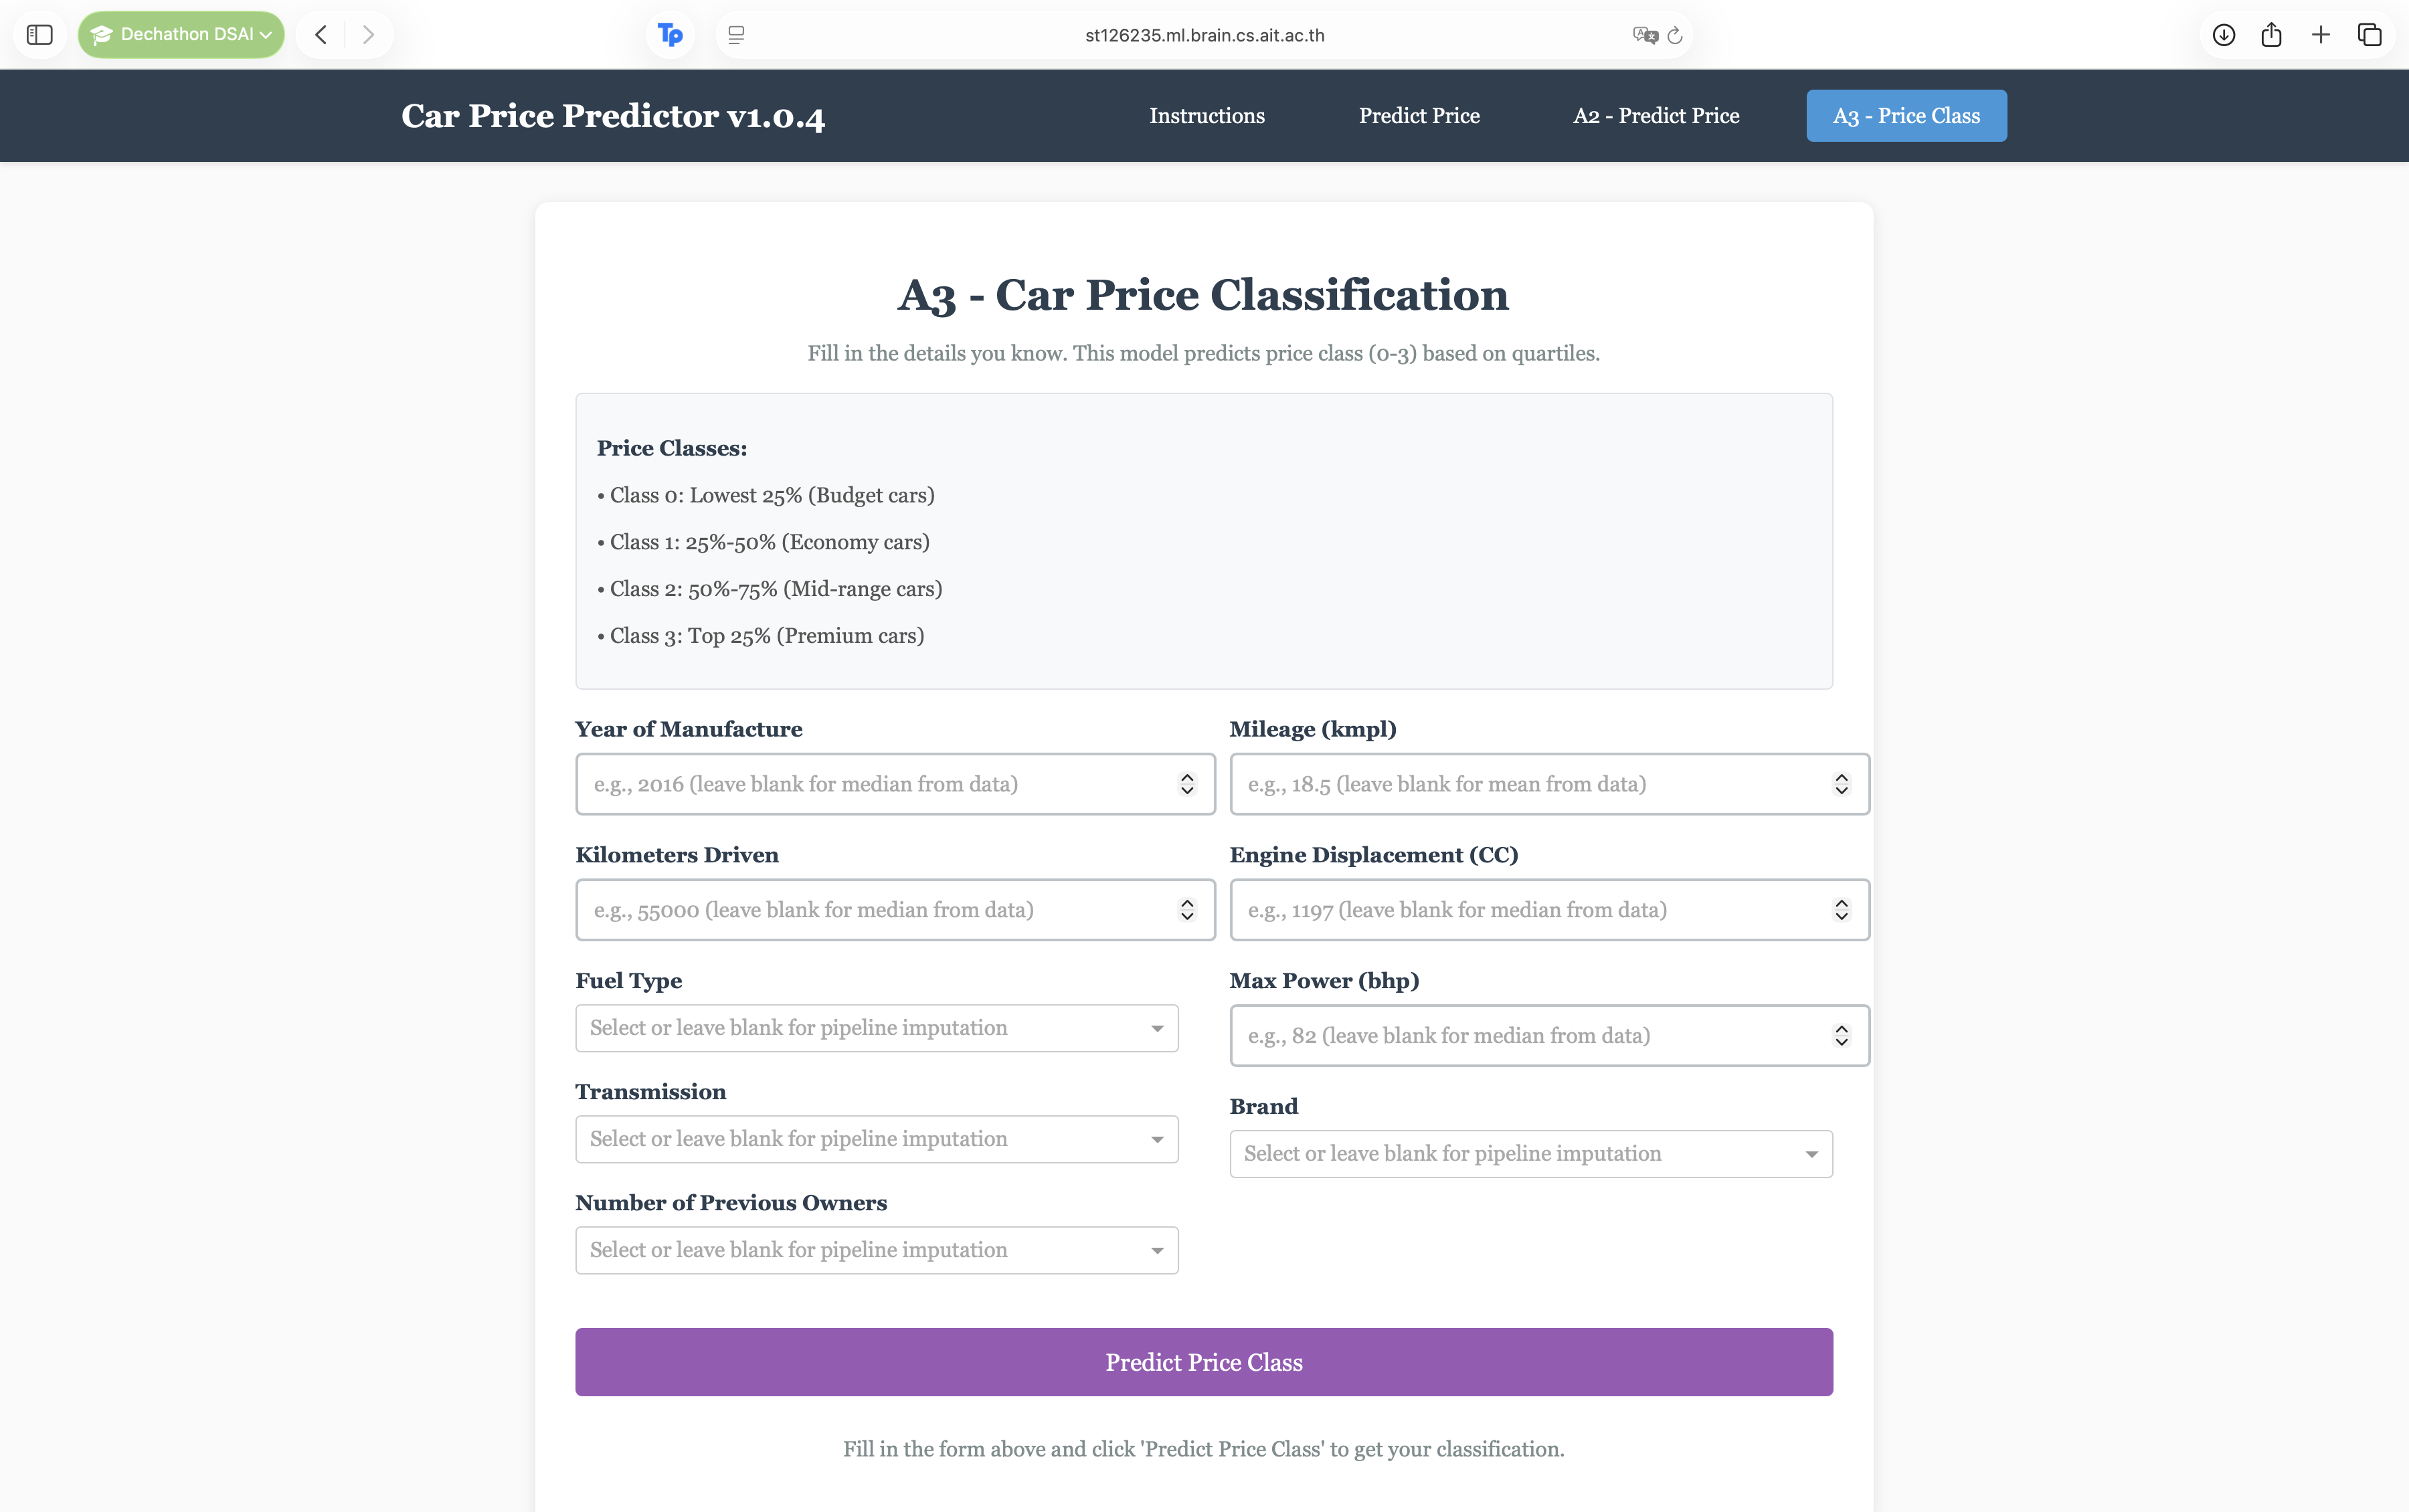 Dechathon DSAI
Tp
st126235.ml.brain.cs.ait.ac.th
Car Price Predictor v1.0.4
Instructions
Predict Price
A2 - Predict Price
A3 - Price Class
A3 - Car Price Classification
Fill in the details you know. This model predicts price class (0-3) based on quartiles.
Price Classes:
• Class 0: Lowest 25% (Budget cars)
• Class 1: 25%-50% (Economy cars)
• Class 2: 50%-75% (Mid-range cars)
• Class 3: Top 25% (Premium cars)
Year of Manufacture
e.g., 2016 (leave blank for median from data)
Kilometers Driven
e.g., 55000 (leave blank for median from data)
Fuel Type
Select or leave blank for pipeline imputation
Transmission
Select or leave blank for pipeline imputation
Number of Previous Owners
Select or leave blank for pipeline imputation
Mileage (kmpl)
e.g., 18.5 (leave blank for mean from data)
Engine Displacement (CC)
e.g., 1197 (leave blank for median from data)
Max Power (bhp)
e.g., 82 (leave blank for median from data)
Brand
Select or leave blank for pipeline imputation
Predict Price Class
Fill in the form above and click 'Predict Price Class' to get your classification.